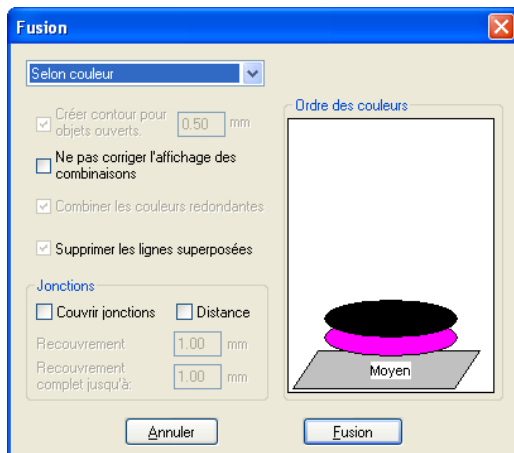 Fusion
Selon couleur
Créer contour pour
objets ouverts.
0.50 mm
Ne pas corriger l'affichage des
combinaisons
Combiner les couleurs redondantes
Supprimer les lignes superposées
Jonctions
Couvrir jonctions
Distance
Recouvrement
1.00 mm
Recouvrement
complet jusqu'à:
1.00 mm
Ordre des couleurs
Moyen
Annuler
Fusion